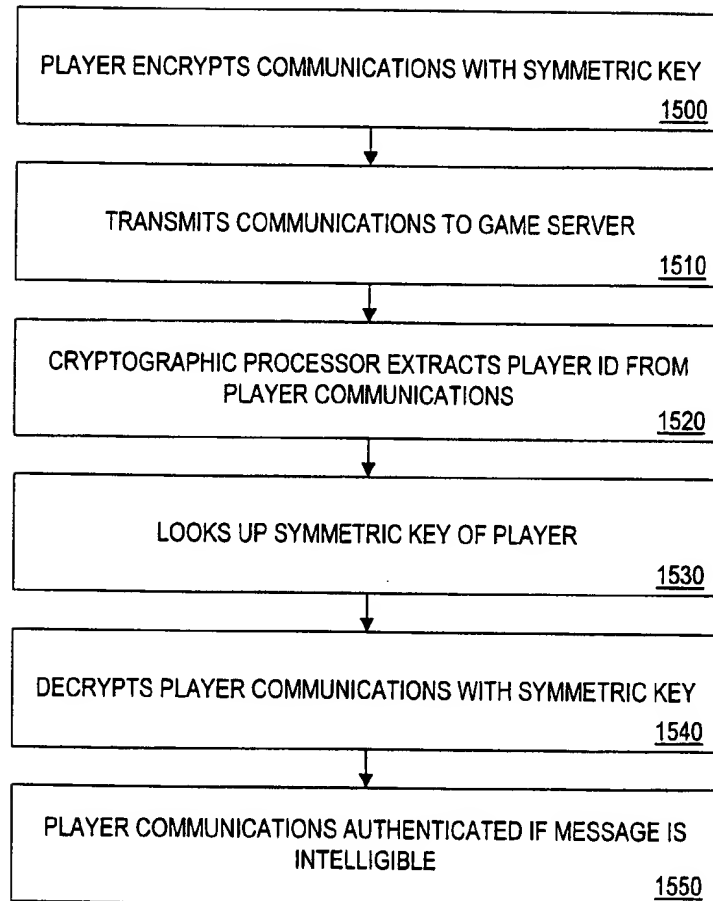 PLAYER ENCRYPTS COMMUNICATIONS WITH SYMMETRIC KEY
1500
TRANSMITS COMMUNICATIONS TO GAME SERVER
1510
CRYPTOGRAPHIC PROCESSOR EXTRACTS PLAYER ID FROM
PLAYER COMMUNICATIONS
1520
LOOKS UP SYMMETRIC KEY OF PLAYER
1530
DECRYPTS PLAYER COMMUNICATIONS WITH SYMMETRIC KEY
1540
PLAYER COMMUNICATIONS AUTHENTICATED IF MESSAGE IS
INTELLIGIBLE
1550